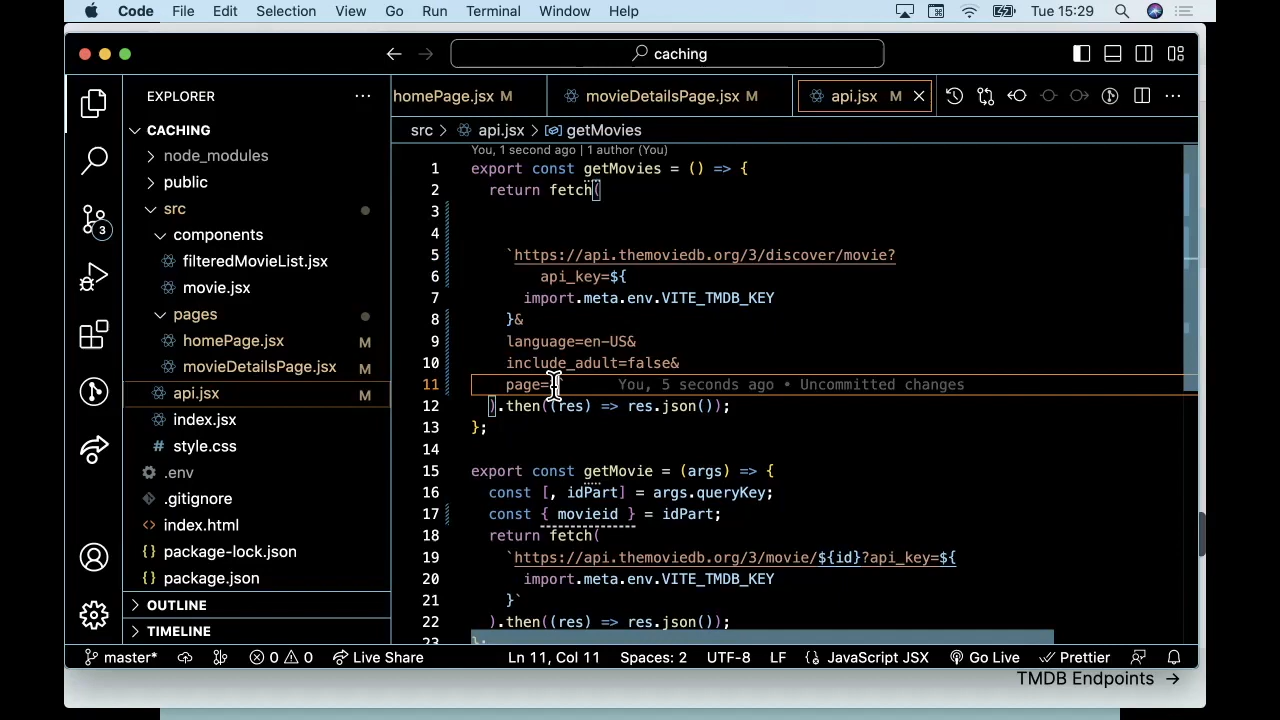 Code File Edit Selection View Go Run Terminal Window Help Tue 15:29
caching
EXPLORER
homePage.jsx M movieDetailsPage.jsx M api.jsx M
CACHING
src > api.jsx > getMovies
You, 1 second ago | 1 author (You)
node_modules
public
src
components
filteredMovieList.jsx
movie.jsx
pages
homePage.jsx M
movieDetailsPage.jsx M
api.jsx M
index.jsx
# style.css
.env
.gitignore
<> index.html
{} package-lock.json
{} package.json
OUTLINE
TIMELINE
3
1 export const getMovies = () => {
2 return fetch(
3
4
5 `https://api.themoviedb.org/3/discover/movie?
6 api_key=${
7 import.meta.env.VITE_TMDB_KEY
8 }&
9 language=en-US&
10 include_adult=false&
11 page= ` You, 5 seconds ago • Uncommitted changes
12 ).then((res) => res.json());
13 };
14
15 export const getMovie = (args) => {
16 const [, idPart] = args.queryKey;
17 const { movieid } = idPart;
18 return fetch(
19 `https://api.themoviedb.org/3/movie/${id}?api_key=${
20 import.meta.env.VITE_TMDB_KEY
21 }`
22 ).then((res) => res.json());
23 };
master* 0 0 Live Share Ln 11, Col 11 Spaces: 2 UTF-8 LF {} JavaScript JSX Go Live Prettier
TMDB Endpoints →